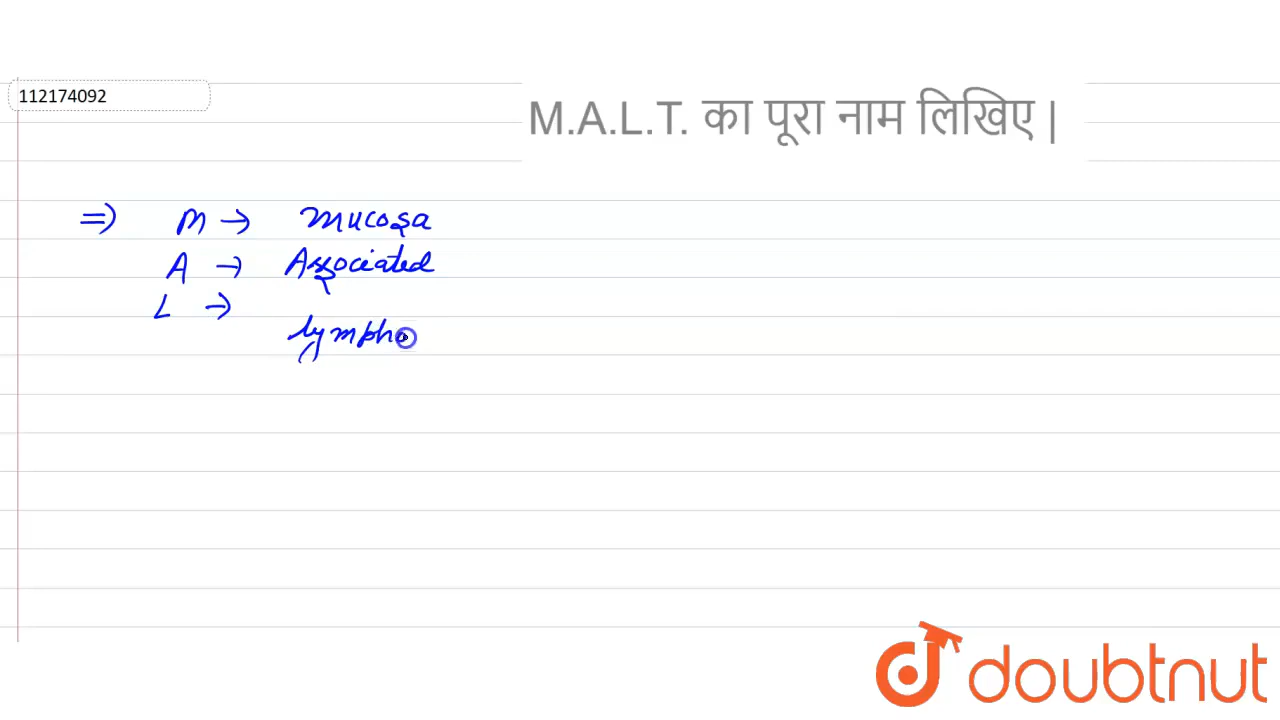 112174092
M.A.L.T. का पूरा नाम लिखिए |
⇒) M → Mucosa
A → Associated
L →
lympho
doubtnut